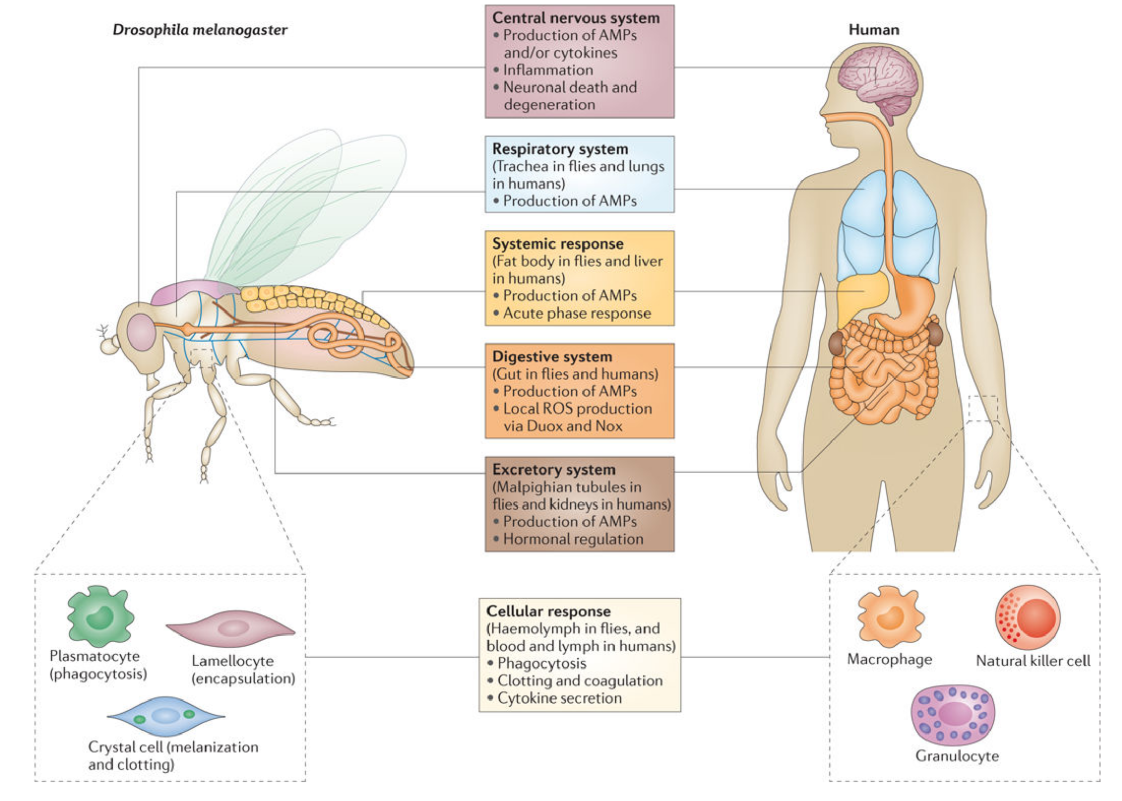 Drosophila melanogaster
Human
Central nervous system
• Production of AMPs
and/or cytokines
• Inflammation
• Neuronal death and
degeneration
Respiratory system
(Trachea in flies and lungs
in humans)
• Production of AMPs
Systemic response
(Fat body in flies and liver
in humans)
• Production of AMPs
• Acute phase response
Digestive system
(Gut in flies and humans)
• Production of AMPs
• Local ROS production
via Duox and Nox
Excretory system
(Malpighian tubules in
flies and kidneys in humans)
• Production of AMPs
• Hormonal regulation
Plasmatocyte
(phagocytosis)
Lamellocyte
(encapsulation)
Crystal cell (melanization
and clotting)
Cellular response
(Haemolymph in flies, and
blood and lymph in humans)
• Phagocytosis
• Clotting and coagulation
• Cytokine secretion
Macrophage
Natural killer cell
Granulocyte